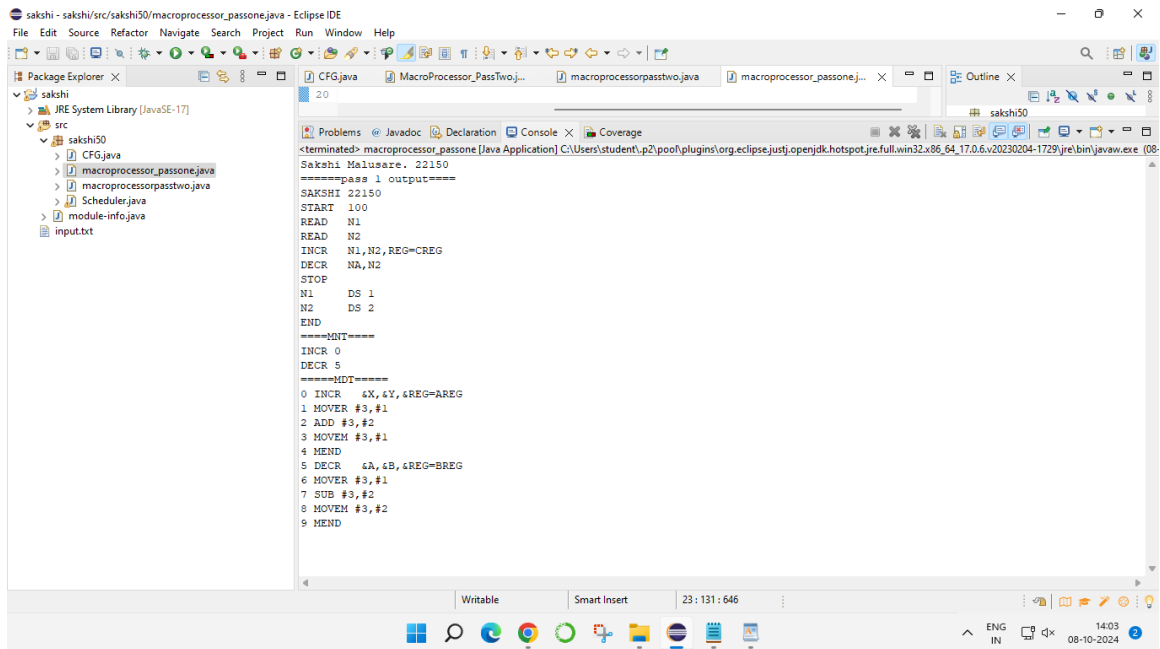 sakshi - sakshi/src/sakshi50/macroprocessor_passone.java - Eclipse IDE
File Edit Source Refactor Navigate Search Project Run Window Help
Package Explorer
CFG.java
MacroProcessor_PassTwo.j...
macroprocessorpasstwo.java
macroprocessor_passone.j...
Outline
sakshi
JRE System Library [JavaSE-17]
src
sakshi50
CFG.java
macroprocessor_passone.java
macroprocessorpasstwo.java
Scheduler.java
module-info.java
input.txt
20
sakshi50
Problems Javadoc Declaration Console Coverage
<terminated> macroprocessor_passone [Java Application] C:\Users\student\.p2\pool\plugins\org.eclipse.justj.openjdk.hotspot.jre.full.win32.x86_64_17.0.6.v20230204-1729\jre\bin\javaw.exe (08-
Sakshi Malusare. 22150
======pass 1 output====
SAKSHI 22150
START 100
READ N1
READ N2
INCR N1,N2,REG=CREG
DECR NA,N2
STOP
N1 DS 1
N2 DS 2
END
====MNT====
INCR 0
DECR 5
=====MDT=====
0 INCR &X,&Y,&REG=AREG
1 MOVER #3,#1
2 ADD #3,#2
3 MOVEM #3,#1
4 MEND
5 DECR &A,&B,&REG=BREG
6 MOVER #3,#1
7 SUB #3,#2
8 MOVEM #3,#2
9 MEND
Writable
Smart Insert
23 : 131 : 646
ENG
IN
14:03
08-10-2024
2